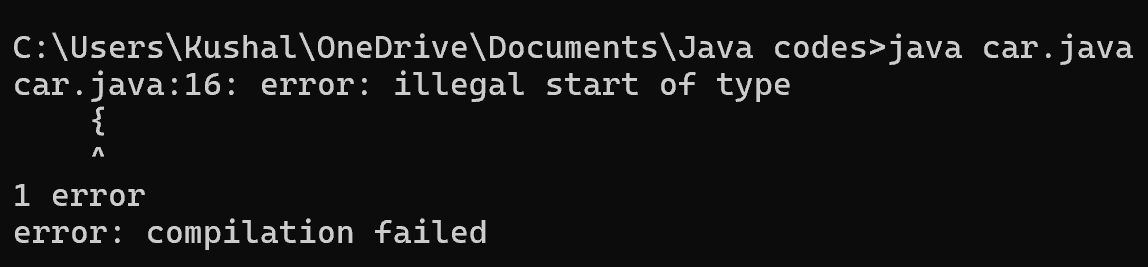 C:\Users\Kushal\OneDrive\Documents\Java codes>java car.java
car.java:16: error: illegal start of type
    {
    ^
1 error
error: compilation failed